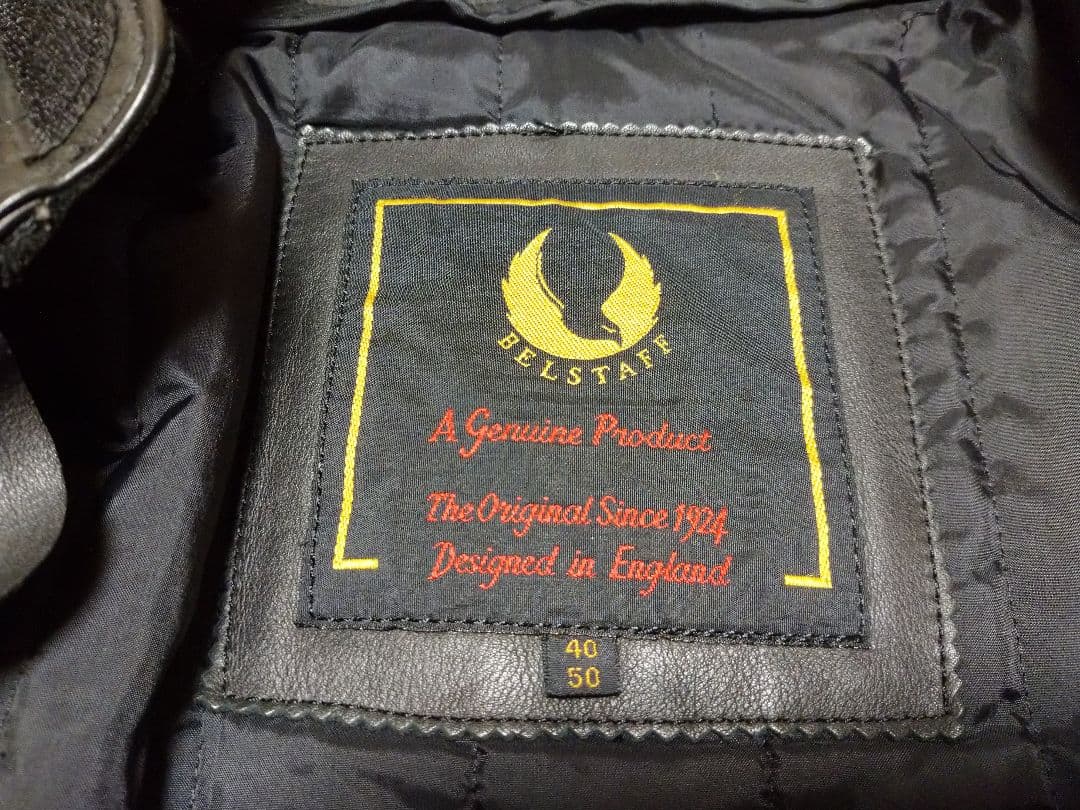 BELSTAFF
A Genuine Product
The Original Since 1924
Designed in England
40
50